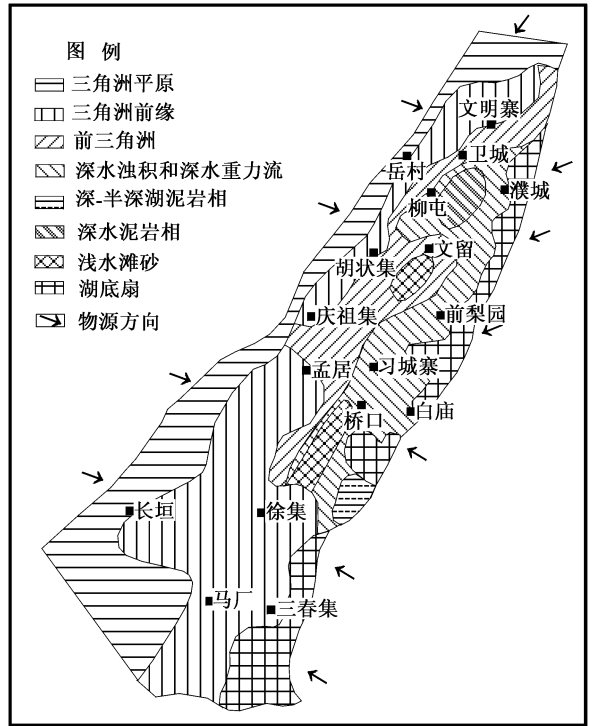 图 例
三角洲平原
三角洲前缘
前三角洲
深水浊积和深水重力流
深-半深湖泥岩相
深水泥岩相
浅水滩砂
湖底扇
物源方向
文明寨
卫城
岳村
濮城
柳屯
文留
胡状集
庆祖集
前梨园
孟居
习城寨
桥口
白庙
长垣
徐集
马厂
三春集